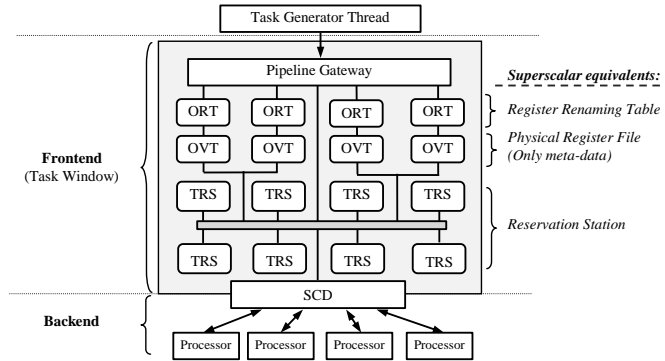 Task Generator Thread
Pipeline Gateway
Superscalar equivalents:
ORT ORT ORT ORT
Register Renaming Table
OVT OVT OVT OVT
Physical Register File
(Only meta-data)
Frontend
(Task Window)
TRS TRS TRS TRS
Reservation Station
TRS TRS TRS TRS
SCD
Backend
Processor Processor Processor Processor